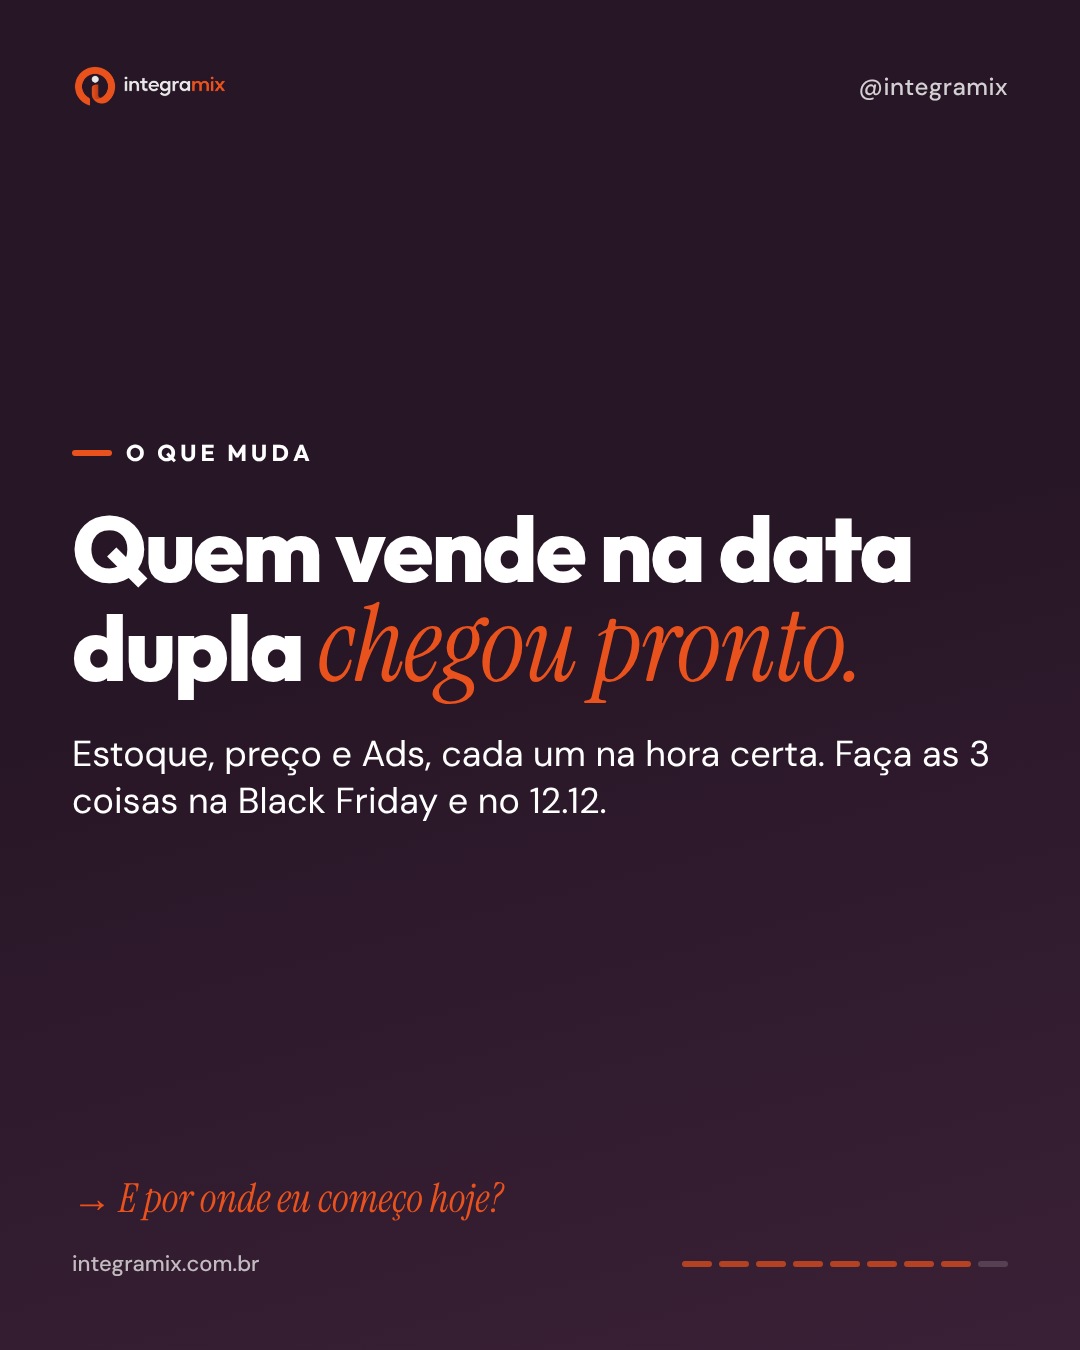 integramix
@integramix
O QUE MUDA
Quem vende na data
dupla chegou pronto.
Estoque, preço e Ads, cada um na hora certa. Faça as 3
coisas na Black Friday e no 12.12.
→ E por onde eu começo hoje?
integramix.com.br